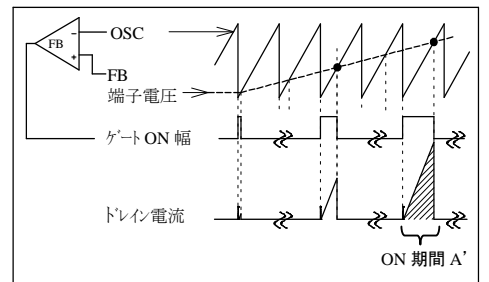 FB
−
+
OSC
FB
端子電圧
ゲート ON 幅
ドレイン電流
ON 期間 A'